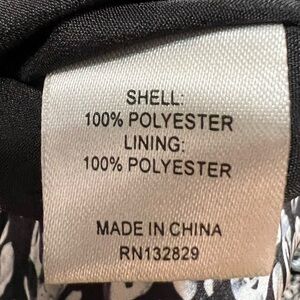 SHELL:
100% POLYESTER
LINING:
100% POLYESTER
MADE IN CHINA
RN132829